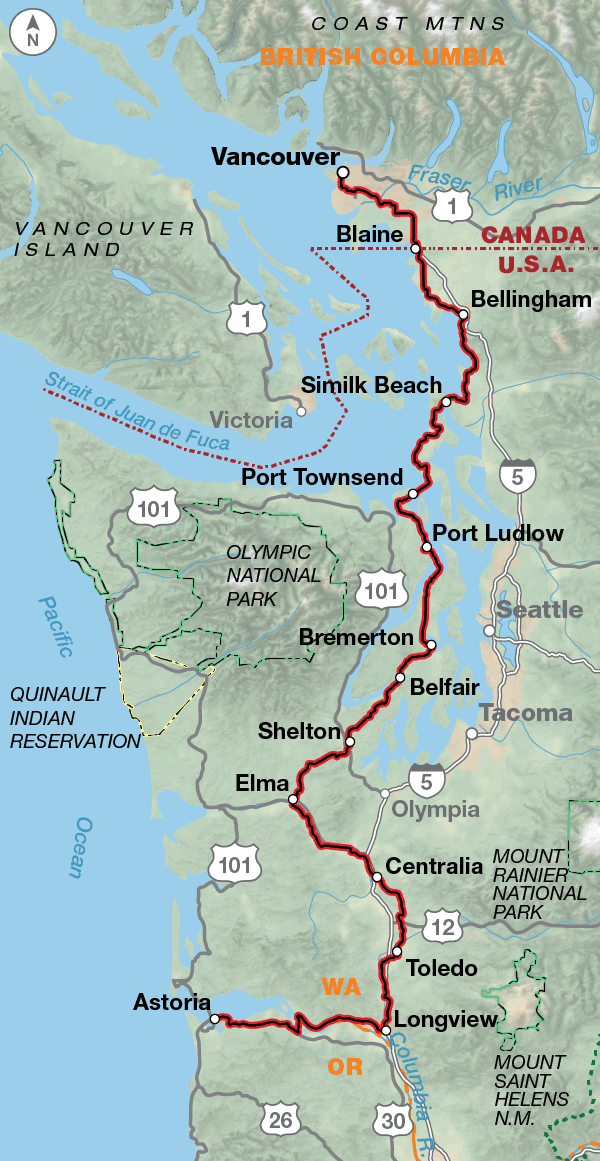 N
COAST MTNS
BRITISH COLUMBIA
Vancouver
Fraser River
1
VANCOUVER
ISLAND
Blaine
CANADA
U.S.A.
Bellingham
1
Similk Beach
Strait of Juan de Fuca
Victoria
Port Townsend
5
101
Port Ludlow
OLYMPIC
NATIONAL
PARK
101
Pacific
Seattle
Bremerton
Belfair
QUINAULT
INDIAN
RESERVATION
Tacoma
Shelton
Elma
5
Olympia
Ocean
101
Centralia
MOUNT
RAINIER
NATIONAL
PARK
12
Toledo
WA
Astoria
Longview
OR
Columbia R.
MOUNT
SAINT
HELENS
N.M.
26
30